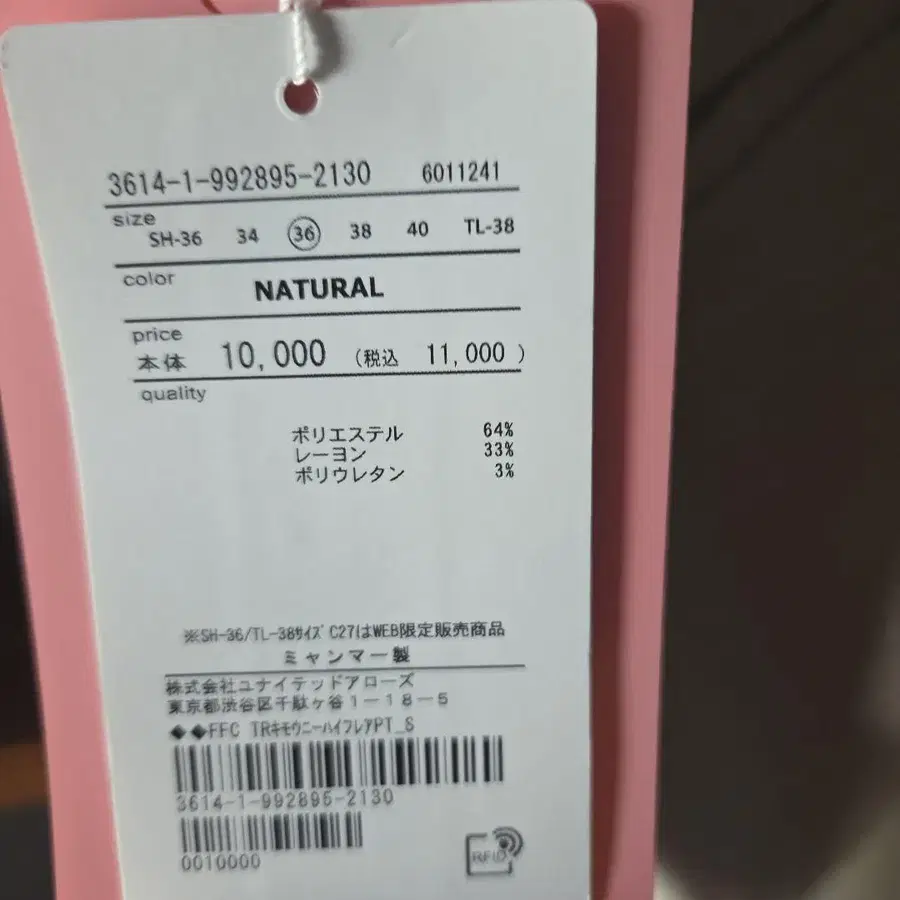 3614-1-992895-2130 6011241
size
SH-36 34 36 38 40 TL-38
color
NATURAL
price
本体 10,000 (税込 11,000 )
quality
ポリエステル 64%
レーヨン 33%
ポリウレタン 3%
※SH-36/TL-38ｻｲｽﾞ C27はWEB限定販売商品
ミャンマー製
株式会社ユナイテッドアローズ
東京都渋谷区千駄ヶ谷1-18-5
◆◆FFC TRｷﾓｳﾆｰﾊｲﾌﾚｱPT_S
3614-1-992895-2130
0010000
RFID